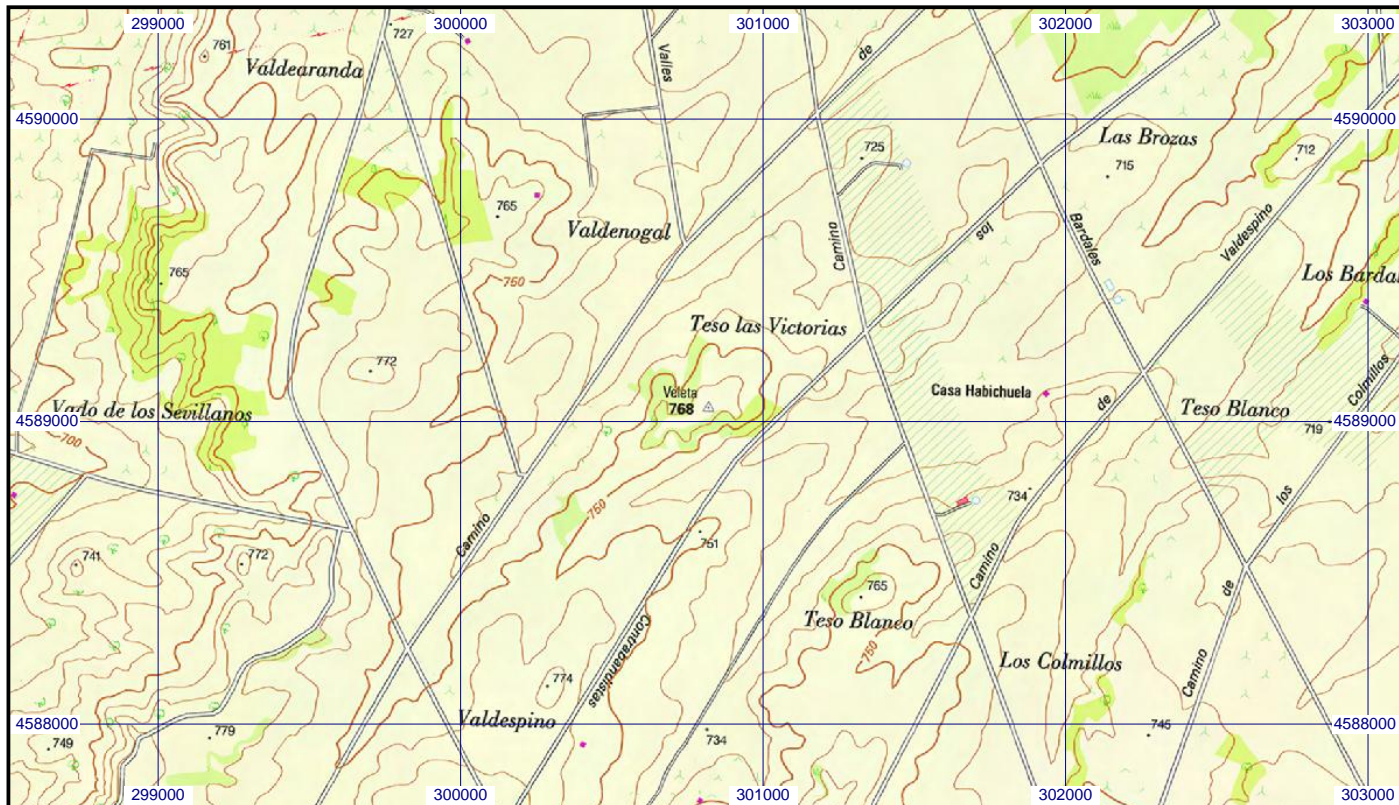 299000 300000 301000 302000 303000
761
727
Valdearanda
Valles
de
4590000 4590000
Las Brozas
725
712
715
765
Valdenogal
Camino
los
Bardales
Valdespino
765
750
Los Bardal
Teso las Victorias
772
Veleta
768
Casa Habichuela
de
Colmillos
Vado de los Sevillanos
Teso Blanco
4589000 4589000
700
719
734
los
750
Camino
751
741
772
765
Camino
de
Teso Blanco
Contrabandistas
750
Los Colmillos
774
Camino
Valdespino
4588000 4588000
779
734
745
749
299000 300000 301000 302000 303000